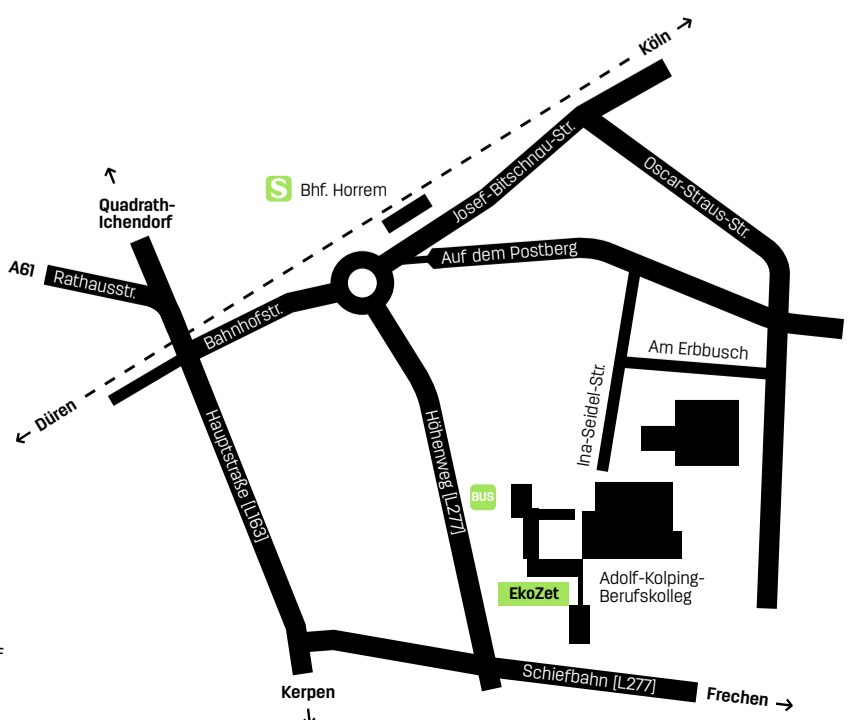 Köln
S Bhf. Horrem
Josef-Bitschnau-Str.
Oscar-Straus-Str.
Quadrath-
Ichendorf
A61
Rathausstr.
Auf dem Postberg
Bahnhofstr.
Am Erbbusch
Ina-Seidel-Str.
Düren
Hauptstraße [L163]
Höhenweg [L277]
BUS
EkoZet
Adolf-Kolping-
Berufskolleg
Schiefbahn [L277]
Kerpen
Frechen